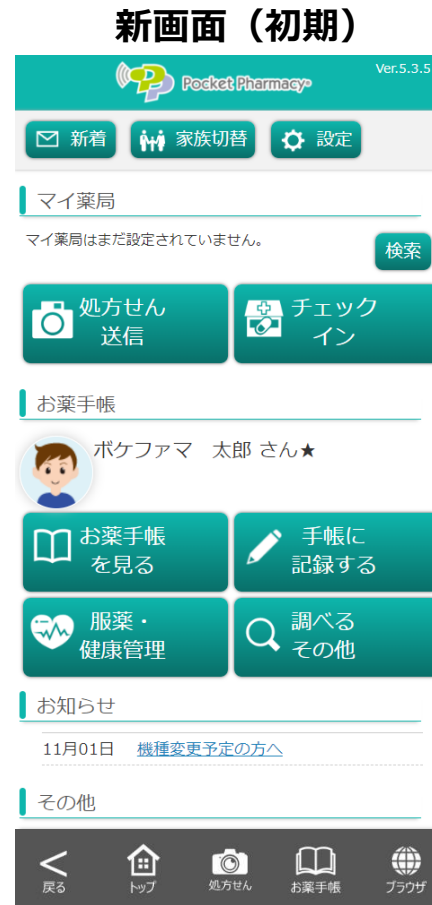 新画面（初期）
Pocket Pharmacy
Ver.5.3.5
新着 家族切替 設定
マイ薬局
マイ薬局はまだ設定されていません。
検索
処方せん
送信
チェック
イン
お薬手帳
ポケファマ 太郎 さん★
お薬手帳
を見る
手帳に
記録する
服薬・
健康管理
調べる
その他
お知らせ
11月01日 機種変更予定の方へ
その他
戻る トップ 処方せん お薬手帳 ブラウザ